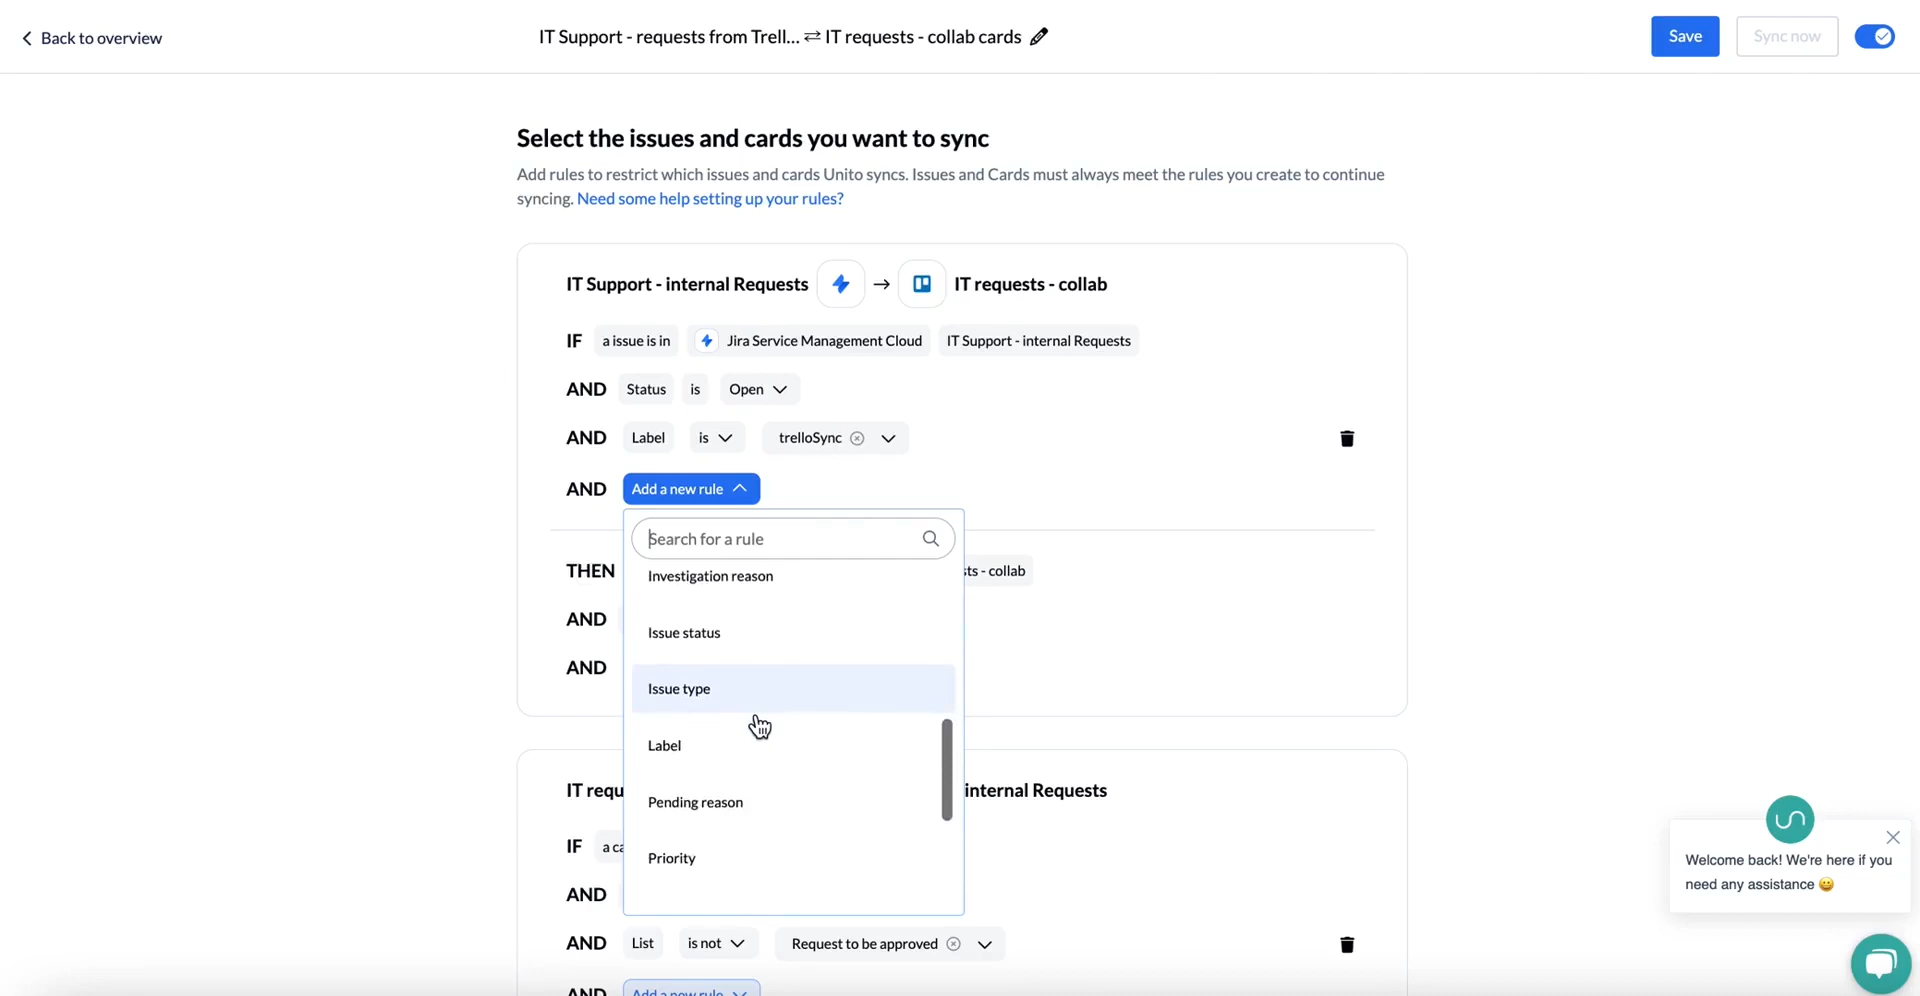 Back to overview
IT Support - requests from Trell... ⇄ IT requests - collab cards
Save
Sync now
Select the issues and cards you want to sync
Add rules to restrict which issues and cards Unito syncs. Issues and Cards must always meet the rules you create to continue
syncing. Need some help setting up your rules?
IT Support - internal Requests → IT requests - collab
IF a issue is in Jira Service Management Cloud IT Support - internal Requests
AND Status is Open
AND Label is trelloSync
AND Add a new rule
Search for a rule
Investigation reason
Issue status
Issue type
Label
Pending reason
Priority
THEN sts - collab
AND
AND
IT requ internal Requests
IF a ca
AND
AND List is not Request to be approved
AND Add a new rule
Welcome back! We're here if you
need any assistance 😀